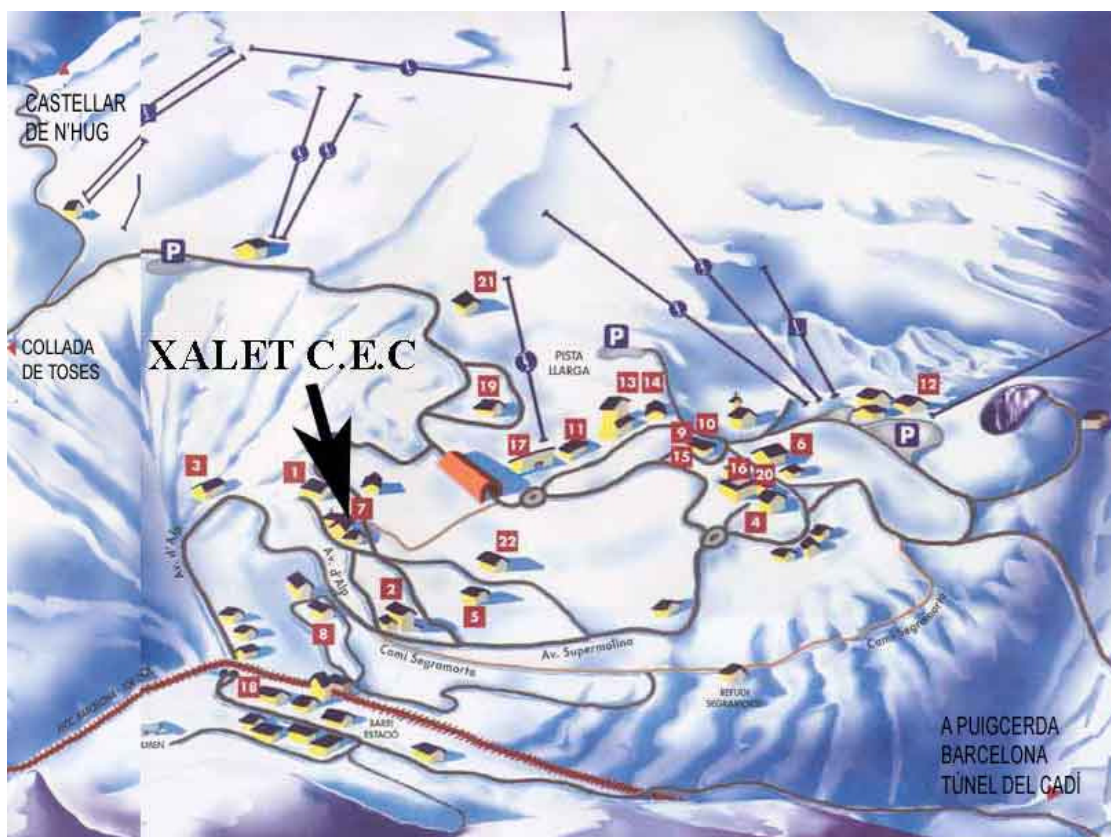 CASTELLAR
DE N'HUG
P
21
COLLADA
DE TOSES
XALET C.E.C
PISTA
LLARGA
P
19
13 14
12
17
11
9
10
15
6
P
3
1
7
16
20
4
22
Av. d'Alp
Av. d'Alp
2
5
8
Camí Segramorta
Av. Supermolina
Camí Segramorta
REFUGI
18
BARRI
ESTACIÓ
A PUIGCERDA
BARCELONA
TÚNEL DEL CADÍ